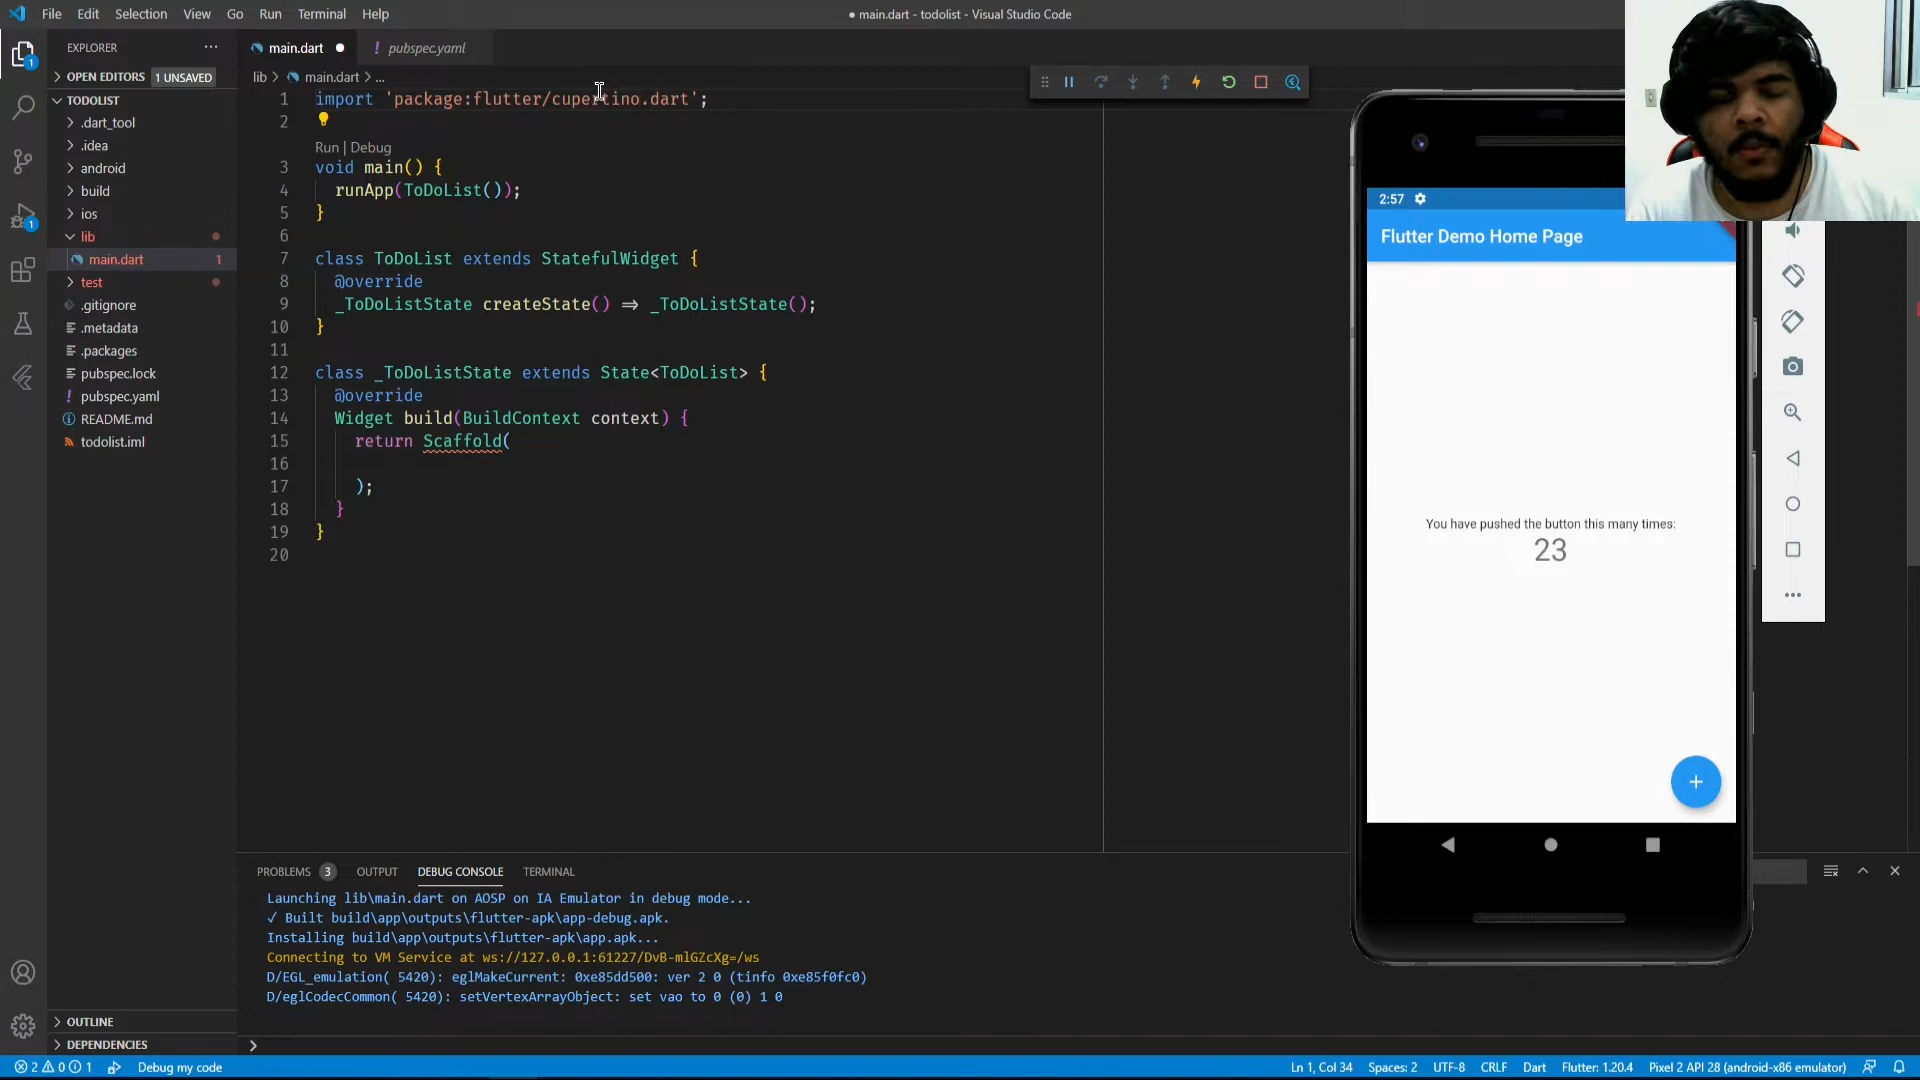 File Edit Selection View Go Run Terminal Help
● main.dart - todolist - Visual Studio Code
EXPLORER
OPEN EDITORS 1 UNSAVED
TODOLIST
.dart_tool
.idea
android
build
ios
lib
main.dart 1
test
.gitignore
.metadata
.packages
pubspec.lock
! pubspec.yaml
README.md
todolist.iml
OUTLINE
DEPENDENCIES
1
1
main.dart ●
! pubspec.yaml
lib > main.dart > ...
1 import 'package:flutter/cupertino.dart';
2
Run | Debug
3 void main() {
4 runApp(ToDoList());
5 }
6
7 class ToDoList extends StatefulWidget {
8 @override
9 _ToDoListState createState() => _ToDoListState();
10 }
11
12 class _ToDoListState extends State<ToDoList> {
13 @override
14 Widget build(BuildContext context) {
15 return Scaffold(
16
17 );
18 }
19 }
20
2:57
Flutter Demo Home Page
You have pushed the button this many times:
23
+
PROBLEMS 3 OUTPUT DEBUG CONSOLE TERMINAL
Launching lib\main.dart on AOSP on IA Emulator in debug mode...
✓ Built build\app\outputs\flutter-apk\app-debug.apk.
Installing build\app\outputs\flutter-apk\app.apk...
Connecting to VM Service at ws://127.0.0.1:61227/DvB-mlGZcXg=/ws
D/EGL_emulation( 5420): eglMakeCurrent: 0xe85dd500: ver 2 0 (tinfo 0xe85f0fc0)
D/eglCodecCommon( 5420): setVertexArrayObject: set vao to 0 (0) 1 0
>
2 0 1 Debug my code
Ln 1, Col 34 Spaces: 2 UTF-8 CRLF Dart Flutter: 1.20.4 Pixel 2 API 28 (android-x86 emulator)